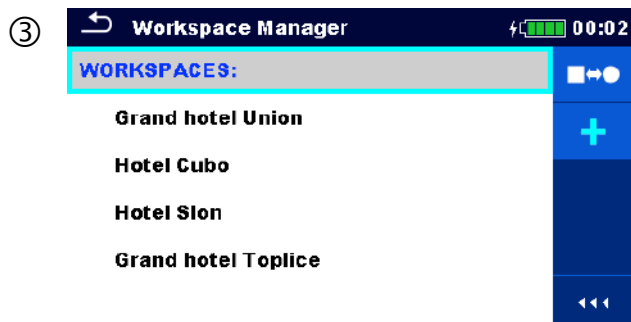 ③
Workspace Manager 00:02
WORKSPACES:
Grand hotel Union
Hotel Cubo
Hotel Slon
Grand hotel Toplice